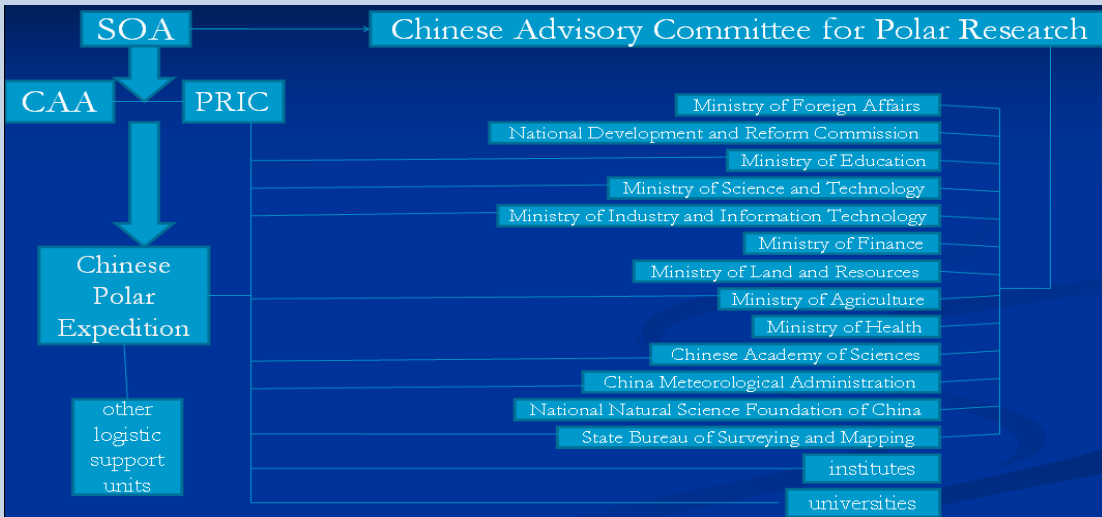 SOA
Chinese Advisory Committee for Polar Research
CAA
PRIC
Ministry of Foreign Affairs
National Development and Reform Commission
Ministry of Education
Ministry of Science and Technology
Ministry of Industry and Information Technology
Ministry of Finance
Ministry of Land and Resources
Ministry of Agriculture
Ministry of Health
Chinese Academy of Sciences
China Meteorological Administration
National Natural Science Foundation of China
State Bureau of Surveying and Mapping
institutes
universities
Chinese
Polar
Expedition
other
logistic
support
units